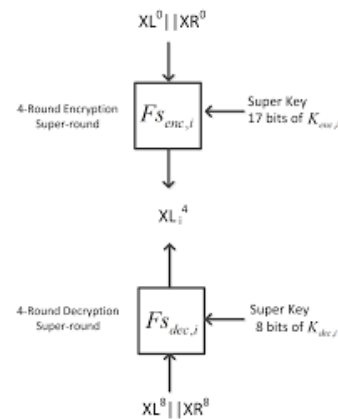 XL⁰||XR⁰
4-Round Encryption
Super-round
Fs_enc,i
Super Key
17 bits of K_enc,i
XL_i⁴
4-Round Decryption
Super-round
Fs_dec,i
Super Key
8 bits of K_dec,i
XL⁸||XR⁸